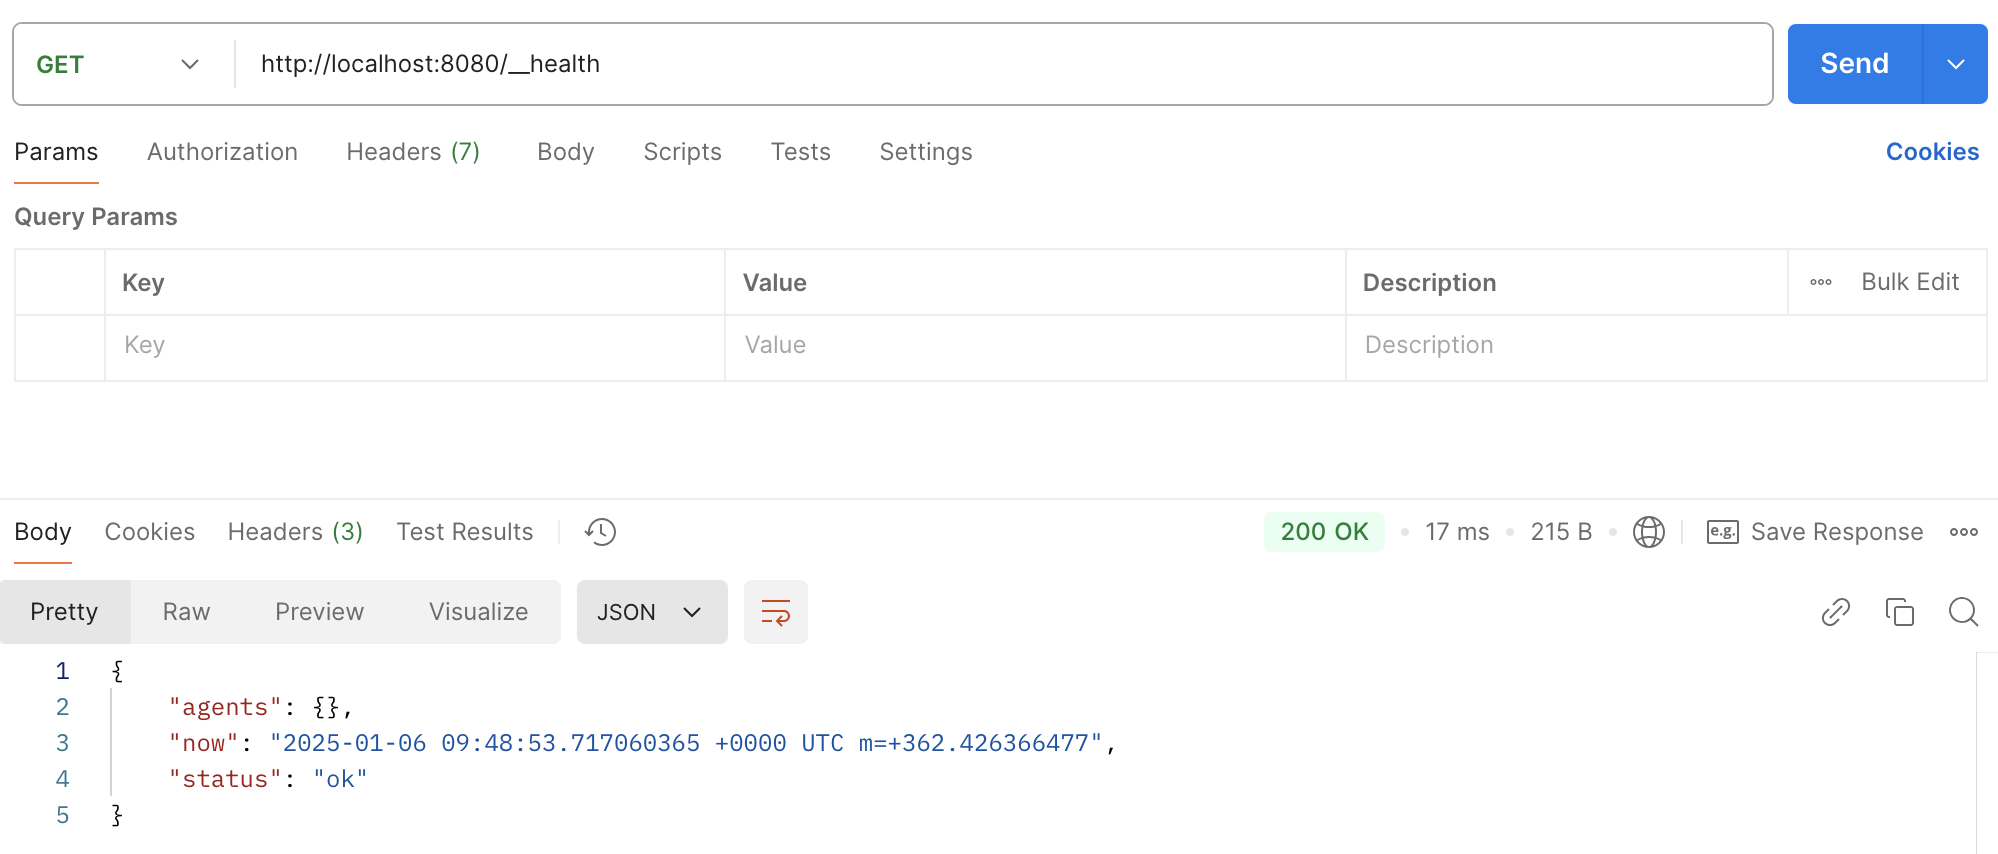 GET http://localhost:8080/__health Send
Params Authorization Headers (7) Body Scripts Tests Settings Cookies
Query Params
Key Value Description Bulk Edit
Key Value Description
Body Cookies Headers (3) Test Results 200 OK 17 ms 215 B e.g. Save Response
Pretty Raw Preview Visualize JSON
1 {
2 "agents": {},
3 "now": "2025-01-06 09:48:53.717060365 +0000 UTC m=+362.426366477",
4 "status": "ok"
5 }